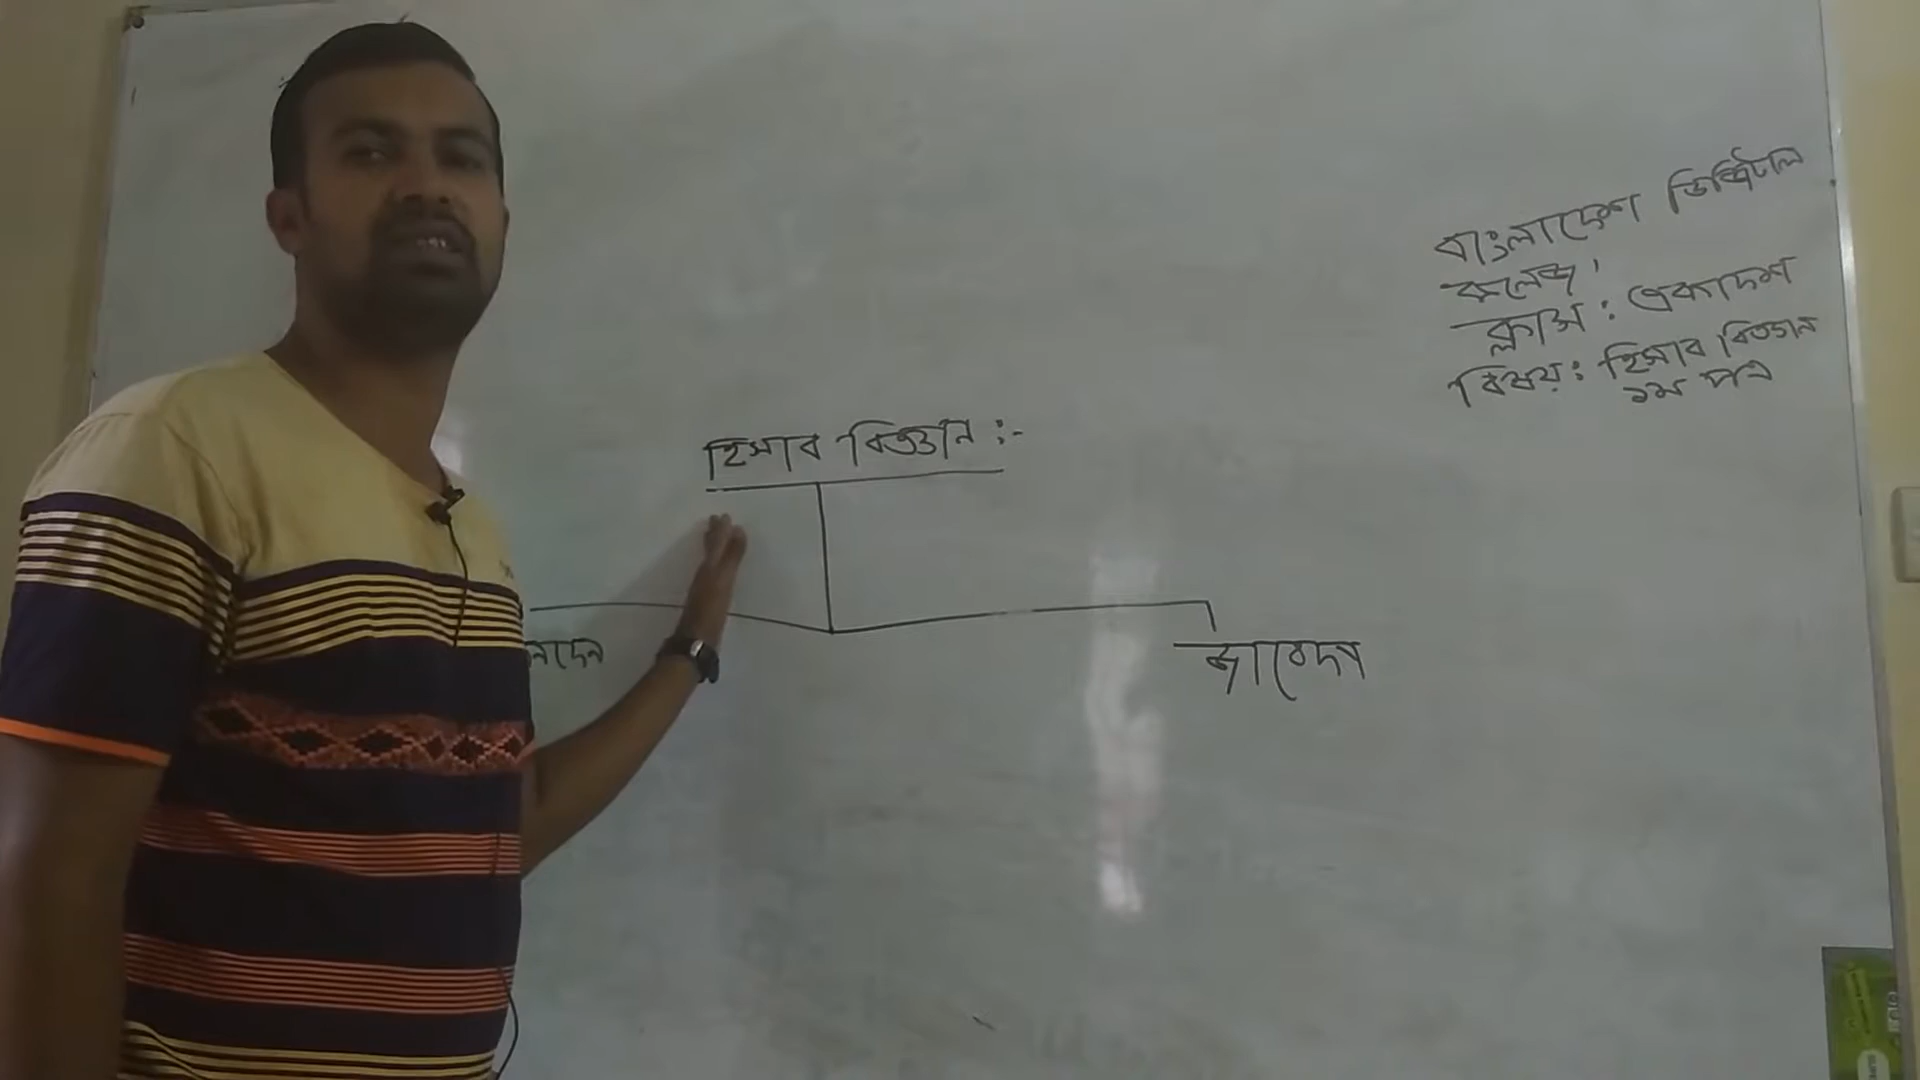 বাংলাদেশ ডিজিটাল
কলেজ।
ক্লাস : একাদশ
বিষয় : হিসাব বিজ্ঞান
১ম পত্র
হিসাব বিজ্ঞান :-
নদেন
জাবেদা